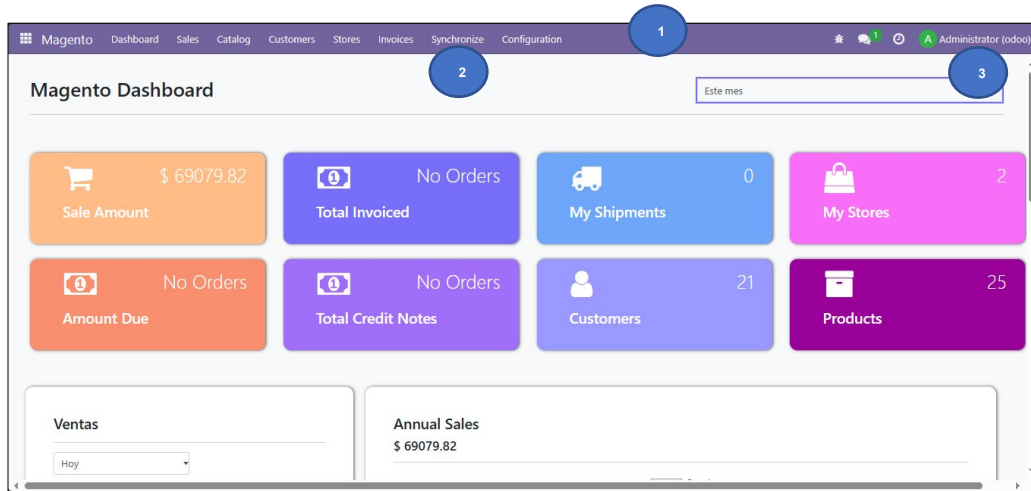 Magento Dashboard Sales Catalog Customers Stores Invoices Synchronize Configuration 1 1 A Administrator (odoo)
2
3
Magento Dashboard
Este mes
$ 69079.82
Sale Amount
No Orders
Total Invoiced
0
My Shipments
2
My Stores
No Orders
Amount Due
No Orders
Total Credit Notes
21
Customers
25
Products
Ventas
Hoy
Annual Sales
$ 69079.82